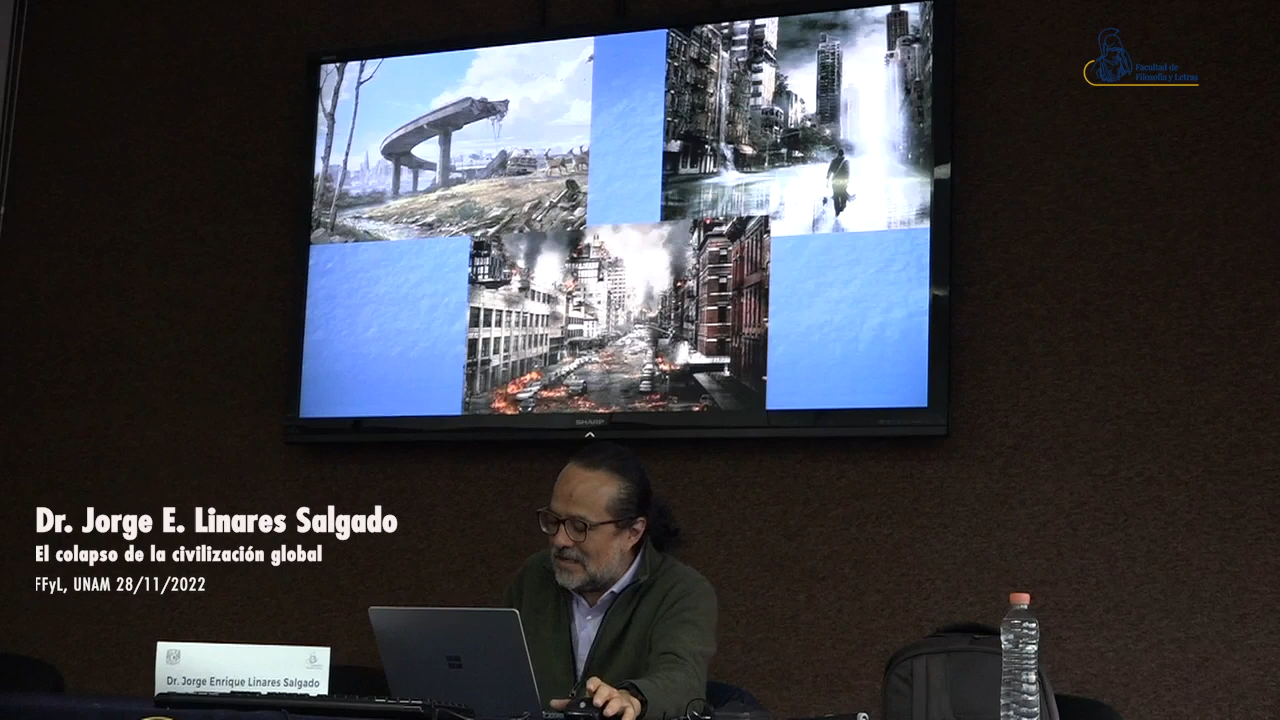 Facultad de
Filosofía y Letras
SHARP
Dr. Jorge E. Linares Salgado
El colapso de la civilización global
FFyL, UNAM 28/11/2022
Dr. Jorge Enrique Linares Salgado